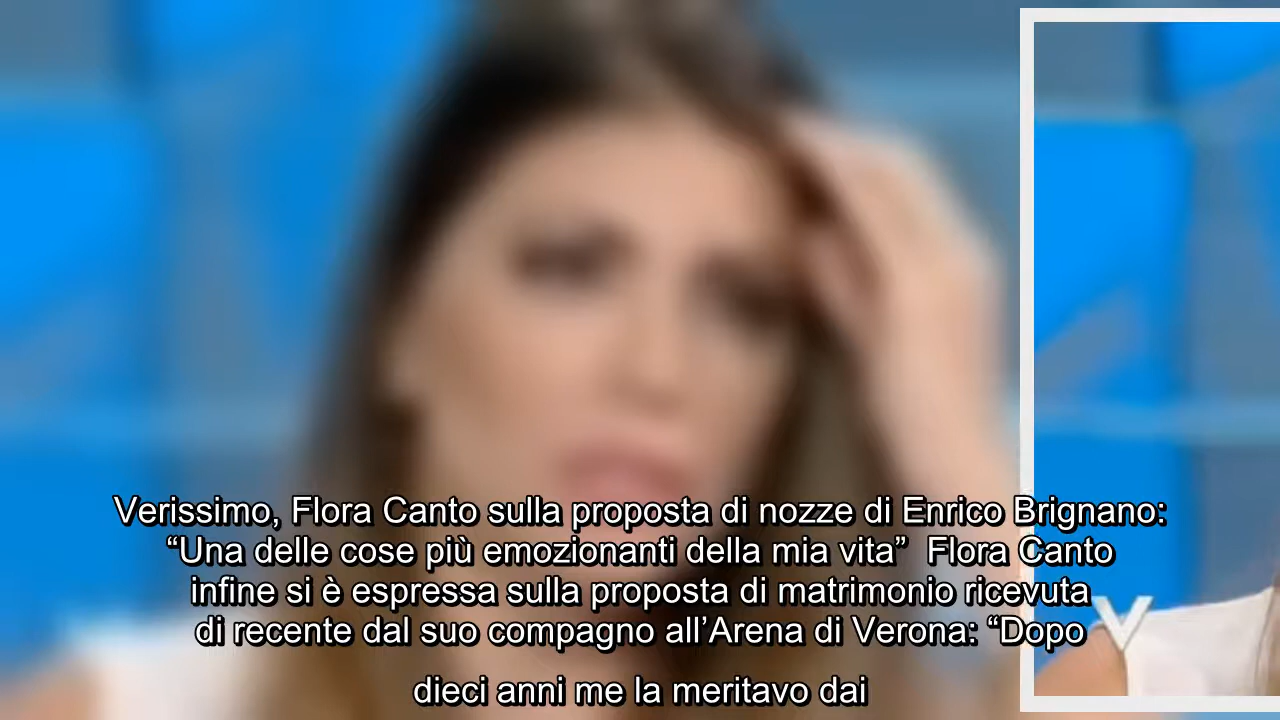 Verissimo, Flora Canto sulla proposta di nozze di Enrico Brignano:
“Una delle cose più emozionanti della mia vita”  Flora Canto
infine si è espressa sulla proposta di matrimonio ricevuta
di recente dal suo compagno all’Arena di Verona: “Dopo
dieci anni me la meritavo dai
V